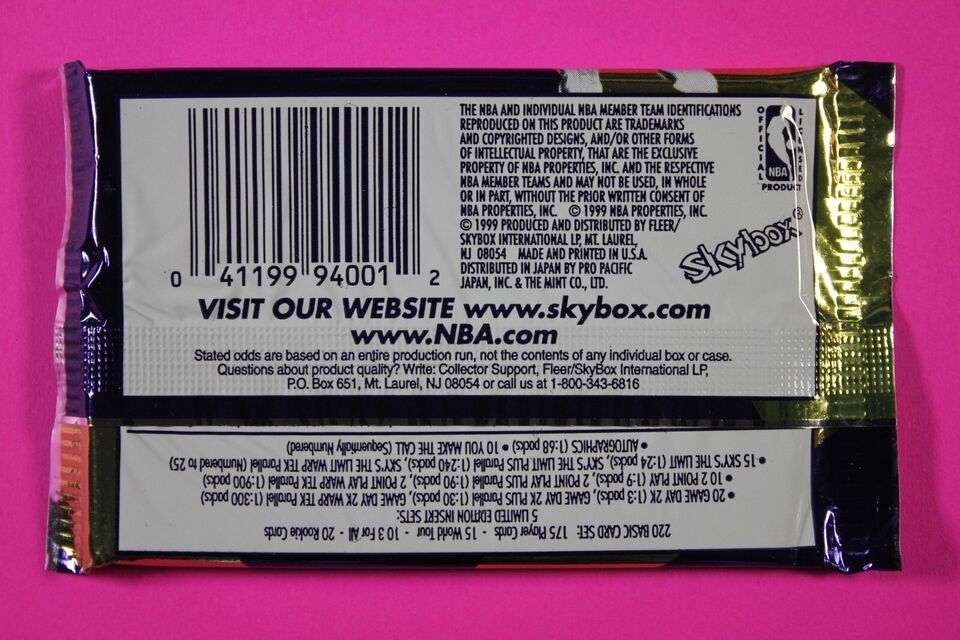 THE NBA AND INDIVIDUAL NBA MEMBER TEAM IDENTIFICATIONS
REPRODUCED ON THIS PRODUCT ARE TRADEMARKS
AND COPYRIGHTED DESIGNS, AND/OR OTHER FORMS
OF INTELLECTUAL PROPERTY, THAT ARE THE EXCLUSIVE
PROPERTY OF NBA PROPERTIES, INC. AND THE RESPECTIVE
NBA MEMBER TEAMS AND MAY NOT BE USED, IN WHOLE
OR IN PART, WITHOUT THE PRIOR WRITTEN CONSENT OF
NBA PROPERTIES, INC. © 1999 NBA PROPERTIES, INC.
© 1999 PRODUCED AND DISTRIBUTED BY FLEER/
SKYBOX INTERNATIONAL LP, MT. LAUREL,
NJ 08054 MADE AND PRINTED IN U.S.A.
DISTRIBUTED IN JAPAN BY PRO PACIFIC
JAPAN, INC. & THE MINT CO., LTD.
OFFICIAL
LICENSED
NBA
PRODUCT
SkyBox®
0 41199 94001 2
VISIT OUR WEBSITE www.skybox.com
www.NBA.com
Stated odds are based on an entire production run, not the contents of any individual box or case.
Questions about product quality? Write: Collector Support, Fleer/SkyBox International LP,
P.O. Box 651, Mt. Laurel, NJ 08054 or call us at 1-800-343-6816
220 BASIC CARD SET: 175 Player Cards - 15 World Tour - 10 3 For All - 20 Rookie Cards
5 LIMITED EDITION INSERT SETS:
• 20 GAME DAY 2K (1:3 packs), GAME DAY 2K PLUS Parallel (1:30 packs), GAME DAY 2K WARP TEK Parallel (1:300 packs)
• 10 2 POINT PLAY (1:9 packs), 2 POINT PLAY PLUS Parallel (1:90 packs), 2 POINT PLAY WARP TEK Parallel (1:900 packs)
• 15 SKY'S THE LIMIT (1:24 packs), SKY'S THE LIMIT PLUS Parallel (1:240 packs), SKY'S THE LIMIT WARP TEK Parallel (Numbered to 25)
• AUTOGRAPHICS (1:68 packs) • 10 YOU MAKE THE CALL (Sequentially Numbered)